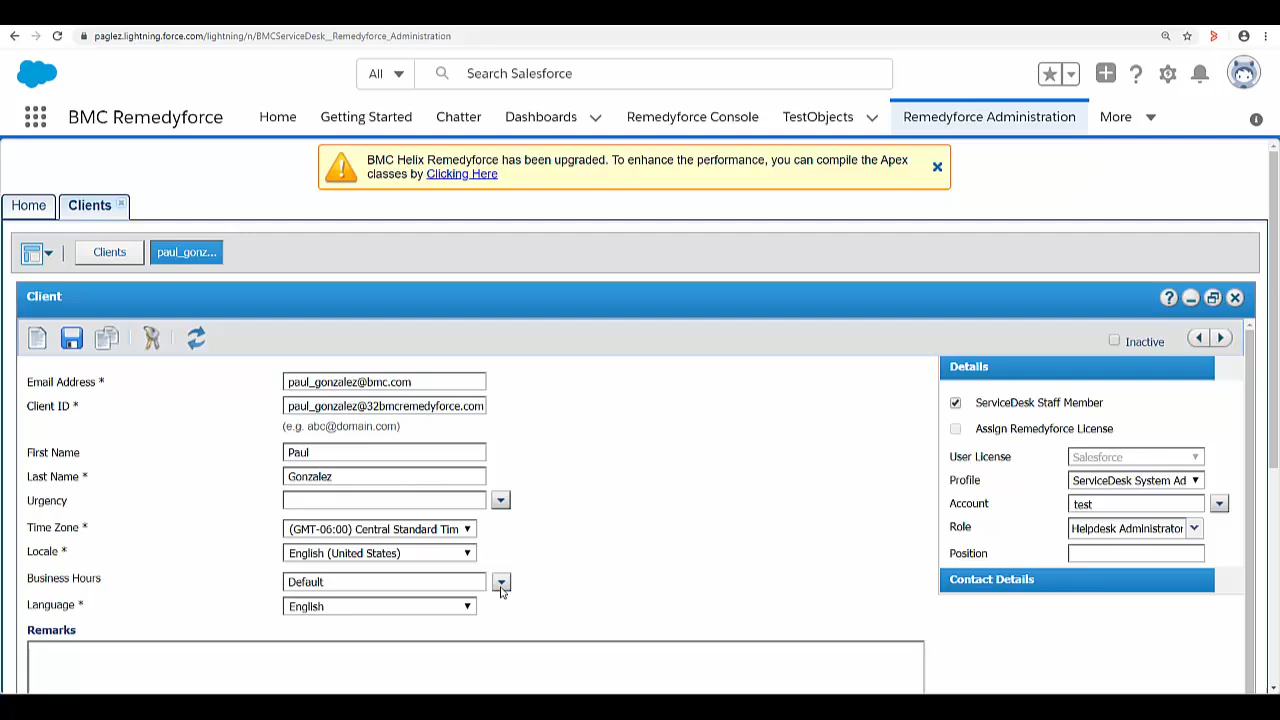 paglez.lightning.force.com/lightning/n/BMCServiceDesk__Remedyforce_Administration
All
Search Salesforce
BMC Remedyforce
Home
Getting Started
Chatter
Dashboards
Remedyforce Console
TestObjects
Remedyforce Administration
More
BMC Helix Remedyforce has been upgraded. To enhance the performance, you can compile the Apex
classes by Clicking Here
Home
Clients
Clients
paul_gonz...
Client
Inactive
Email Address *
paul_gonzalez@bmc.com
Client ID *
paul_gonzalez@32bmcremedyforce.com
(e.g. abc@domain.com)
First Name
Paul
Last Name *
Gonzalez
Urgency
Time Zone *
(GMT-06:00) Central Standard Tim
Locale *
English (United States)
Business Hours
Default
Language *
English
Remarks
Details
ServiceDesk Staff Member
Assign Remedyforce License
User License
Salesforce
Profile
ServiceDesk System Ad
Account
test
Role
Helpdesk Administrator
Position
Contact Details